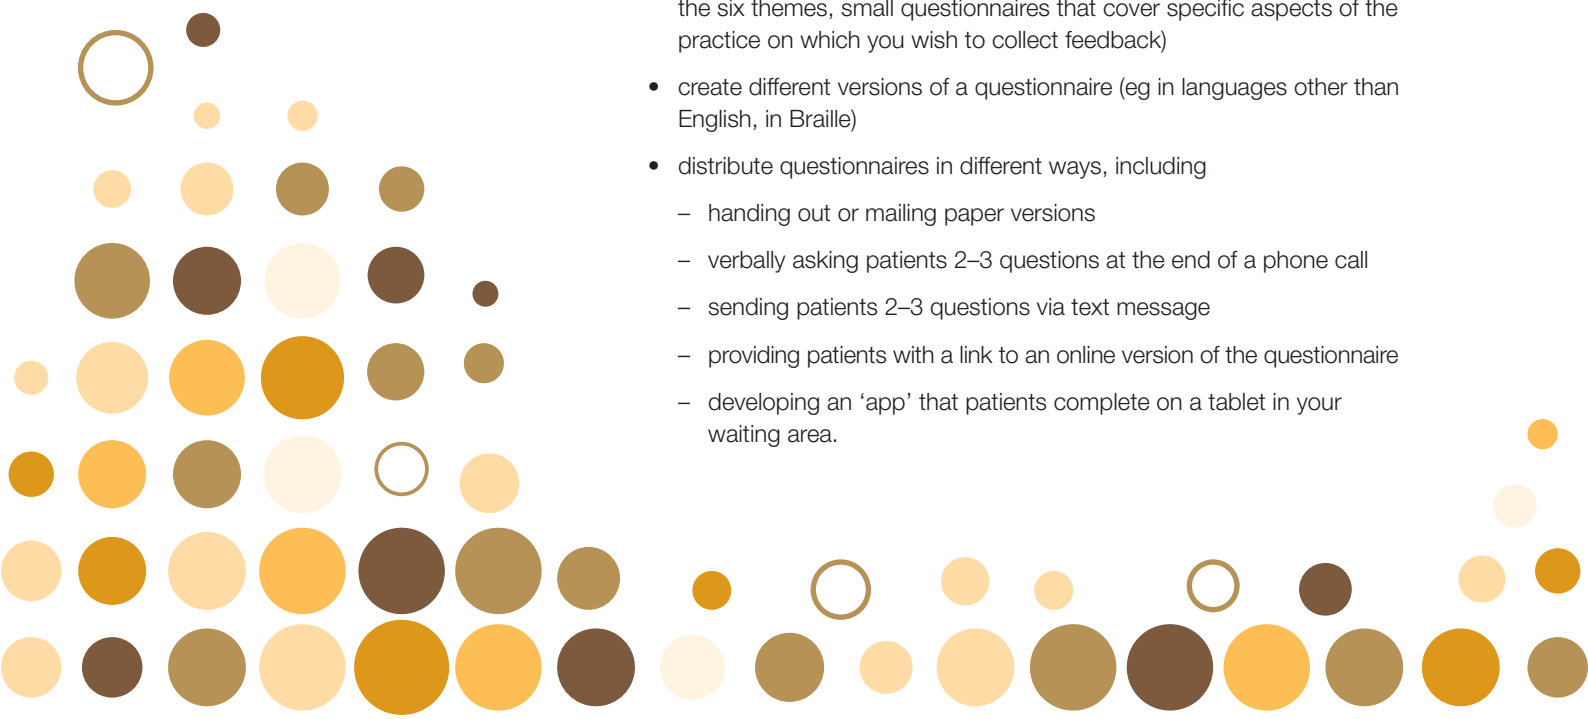 the six themes, small questionnaires that cover specific aspects of the
practice on which you wish to collect feedback)
• create different versions of a questionnaire (eg in languages other than
English, in Braille)
• distribute questionnaires in different ways, including
– handing out or mailing paper versions
– verbally asking patients 2–3 questions at the end of a phone call
– sending patients 2–3 questions via text message
– providing patients with a link to an online version of the questionnaire
– developing an ‘app’ that patients complete on a tablet in your
waiting area.